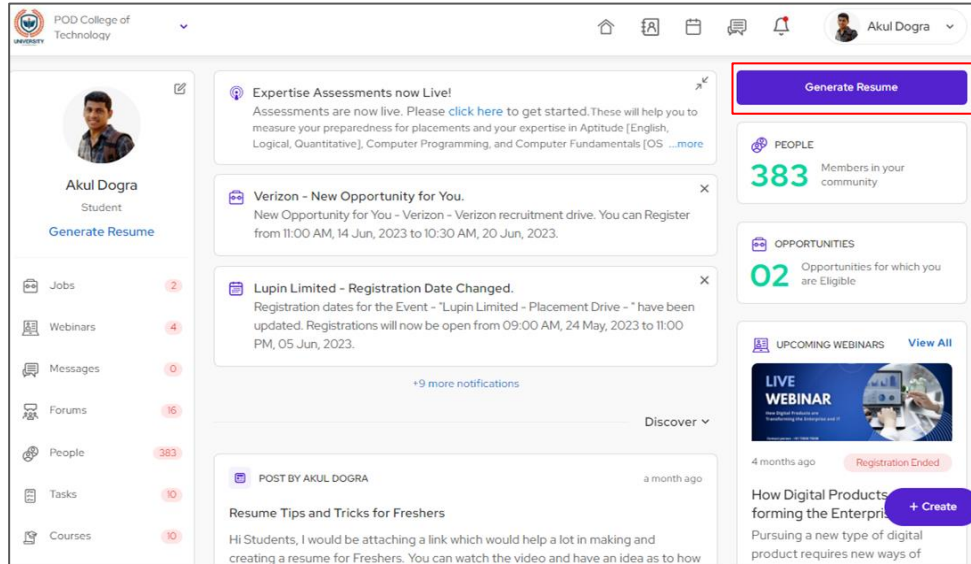 UNIVERSITY
POD College of
Technology
Akul Dogra
Akul Dogra
Student
Generate Resume
Jobs 2
Webinars 4
Messages 0
Forums 16
People 383
Tasks 10
Courses 10
Expertise Assessments now Live!
Assessments are now live. Please click here to get started.These will help you to
measure your preparedness for placements and your expertise in Aptitude [English,
Logical, Quantitative], Computer Programming, and Computer Fundamentals [OS ...more
Verizon - New Opportunity for You.
New Opportunity for You - Verizon - Verizon recruitment drive. You can Register
from 11:00 AM, 14 Jun, 2023 to 10:30 AM, 20 Jun, 2023.
Lupin Limited - Registration Date Changed.
Registration dates for the Event - "Lupin Limited - Placement Drive - " have been
updated. Registrations will now be open from 09:00 AM, 24 May, 2023 to 11:00
PM, 05 Jun, 2023.
+9 more notifications
Discover
POST BY AKUL DOGRA a month ago
Resume Tips and Tricks for Freshers
Hi Students, I would be attaching a link which would help a lot in making and
creating a resume for Freshers. You can watch the video and have an idea as to how
Generate Resume
PEOPLE
383 Members in your
community
OPPORTUNITIES
02 Opportunities for which you
are Eligible
UPCOMING WEBINARS View All
LIVE
WEBINAR
How Digital Products are
Transforming the Enterprise and IT
4 months ago Registration Ended
How Digital Products
forming the Enterpri
+ Create
Pursuing a new type of digital
product requires new ways of